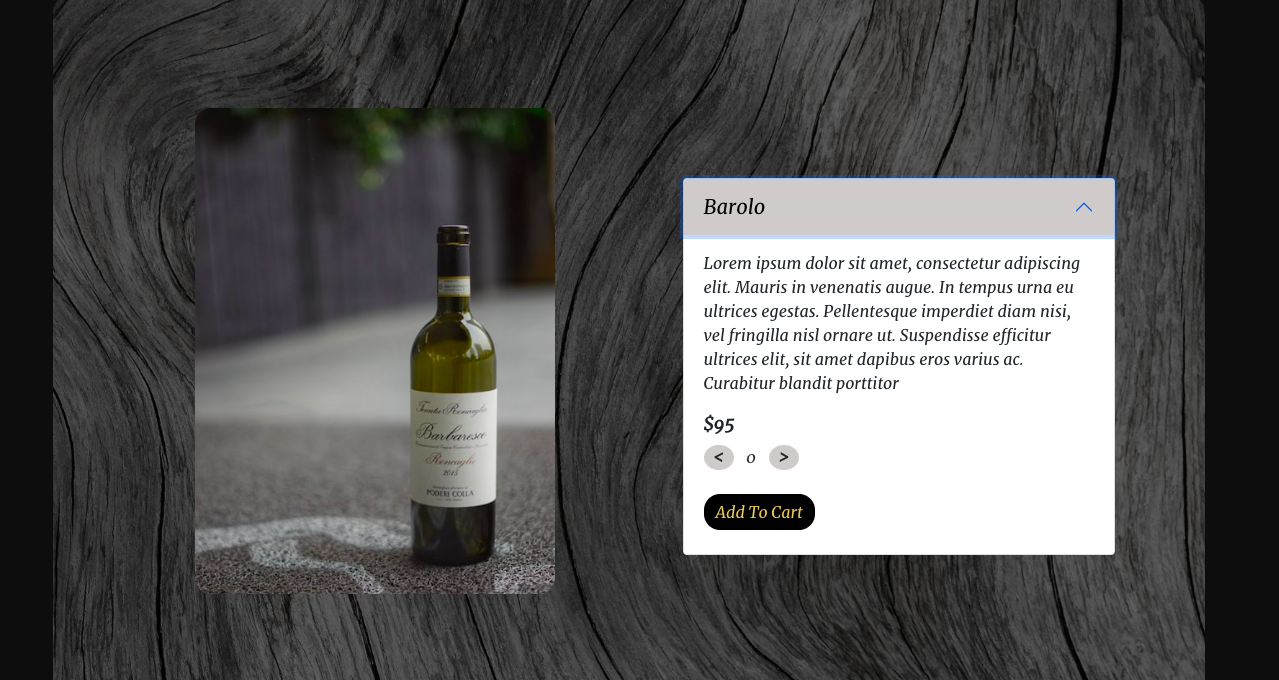 Barolo
Lorem ipsum dolor sit amet, consectetur adipiscing
elit. Mauris in venenatis augue. In tempus urna eu
ultrices egestas. Pellentesque imperdiet diam nisi,
vel fringilla nisl ornare ut. Suspendisse efficitur
ultrices elit, sit amet dapibus eros varius ac.
Curabitur blandit porttitor
$95
< 0 >
Add To Cart
Tenuta Roncaglia
Barbaresco
Roncaglie
2015
PODERI COLLA